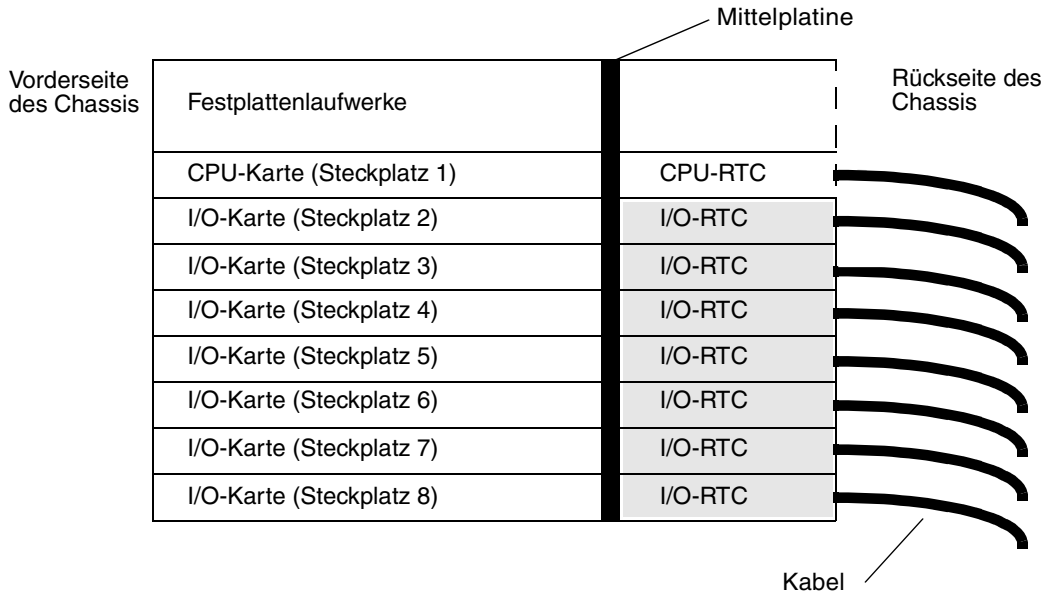 Mittelplatine
Vorderseite
des Chassis
Rückseite des
Chassis
Festplattenlaufwerke
CPU-Karte (Steckplatz 1)
CPU-RTC
I/O-Karte (Steckplatz 2)
I/O-RTC
I/O-Karte (Steckplatz 3)
I/O-RTC
I/O-Karte (Steckplatz 4)
I/O-RTC
I/O-Karte (Steckplatz 5)
I/O-RTC
I/O-Karte (Steckplatz 6)
I/O-RTC
I/O-Karte (Steckplatz 7)
I/O-RTC
I/O-Karte (Steckplatz 8)
I/O-RTC
Kabel